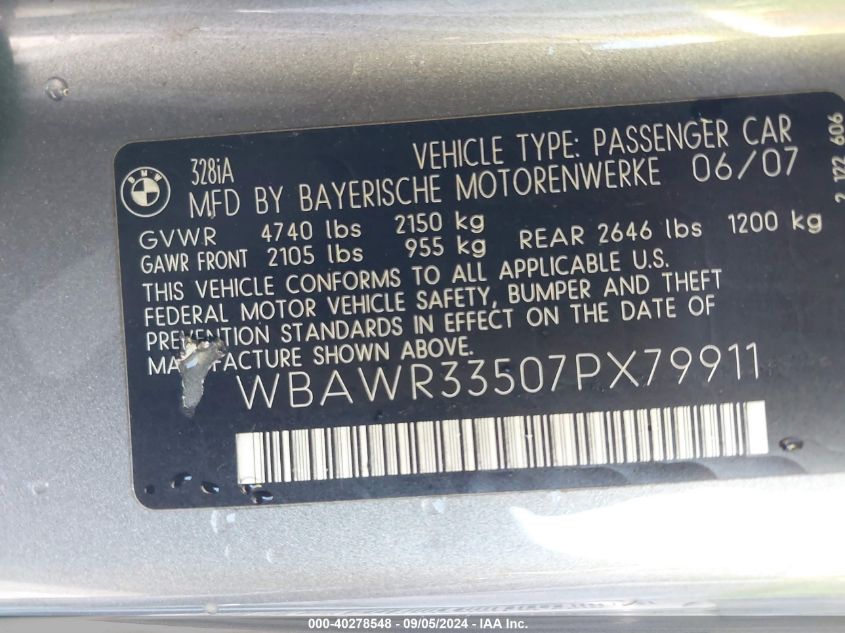 BMW
328iA
VEHICLE TYPE: PASSENGER CAR
MFD BY BAYERISCHE MOTORENWERKE 06/07
GVWR 4740 lbs 2150 kg
GAWR FRONT 2105 lbs 955 kg REAR 2646 lbs 1200 kg
THIS VEHICLE CONFORMS TO ALL APPLICABLE U.S.
FEDERAL MOTOR VEHICLE SAFETY, BUMPER AND THEFT
PREVENTION STANDARDS IN EFFECT ON THE DATE OF
MANUFACTURE SHOWN ABOVE.
WBAWR33507PX79911
2 122 606
000-40278548 - 09/05/2024 - IAA, Inc.